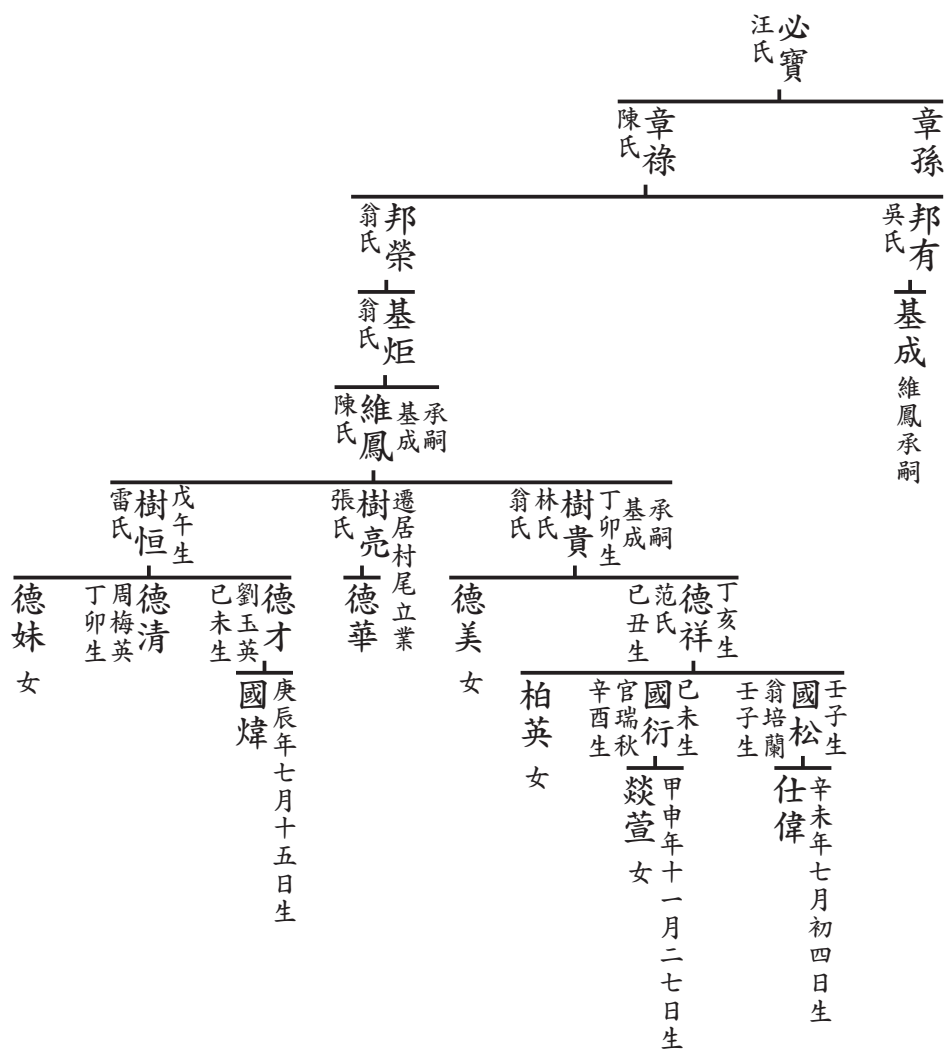 必寶
汪氏
章孫
章祿
陳氏
邦有
吳氏
邦榮
翁氏
基成
維鳳承嗣
基炬
翁氏
承嗣
基成
維鳳
陳氏
承嗣
基成
丁卯生
樹貴
林氏
翁氏
遷居村尾立業
樹亮
張氏
戊午生
樹恒
雷氏
丁亥生
德祥
范氏
已丑生
德美
女
德華
德才
劉玉英
已未生
德清
周梅英
丁卯生
德妹
女
壬子生
國松
翁培蘭
壬子生
已未生
國衍
官瑞秋
辛酉生
柏英
女
庚辰年七月十五日生
國煒
辛未年七月初四日生
仕偉
甲申年十一月二七日生
燚萱
女